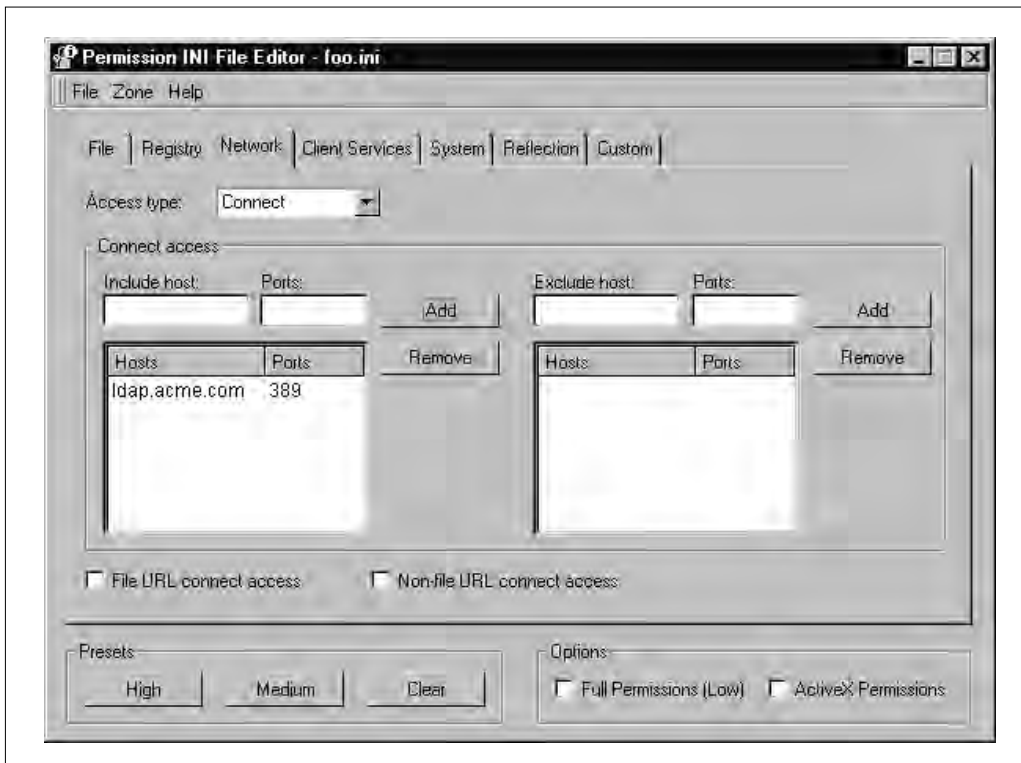 Permission INI File Editor - foo.ini
File Zone Help
File Registry Network Client Services System Reflection Custom
Access type: Connect
Connect access
Include host: Ports: Exclude host: Ports:
Add Add
Hosts Ports Remove Hosts Ports Remove
ldap.acme.com 389
File URL connect access Non-file URL connect access
Presets Options
High Medium Clear Full Permissions (Low) ActiveX Permissions